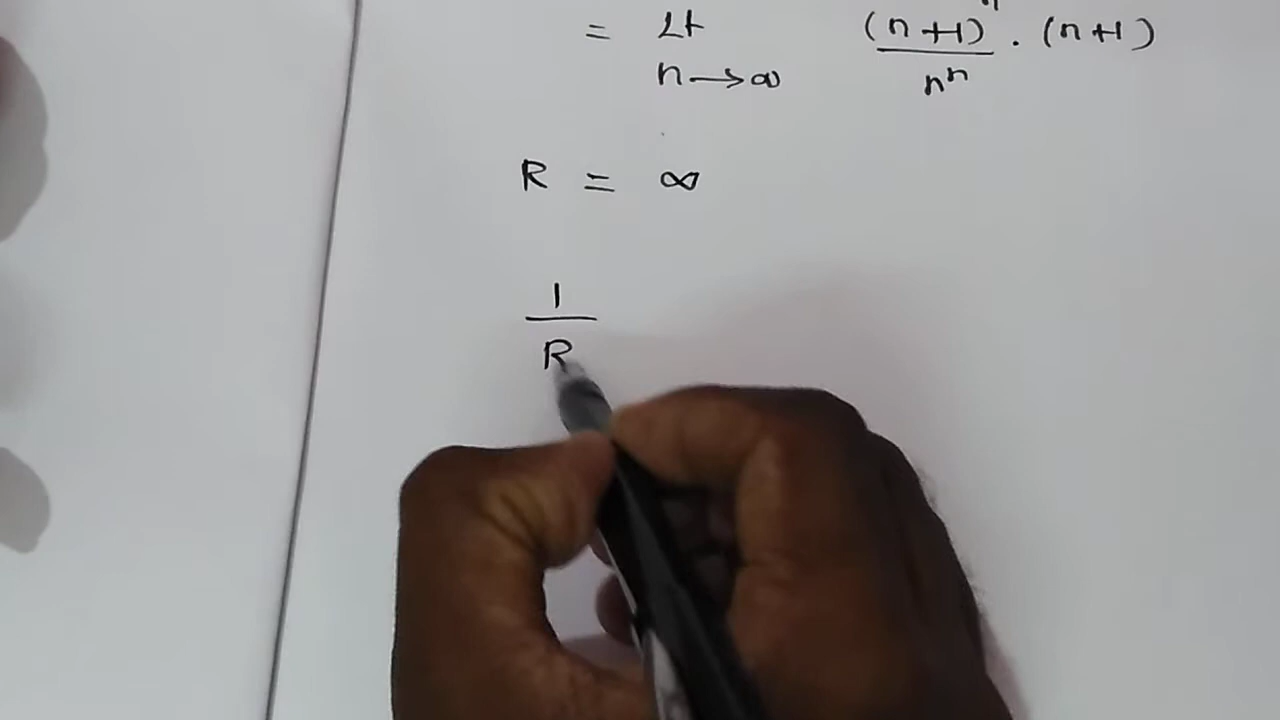 = Lt (n+1)^n / n^n . (n+1)
n→∞
R = ∞
1/R